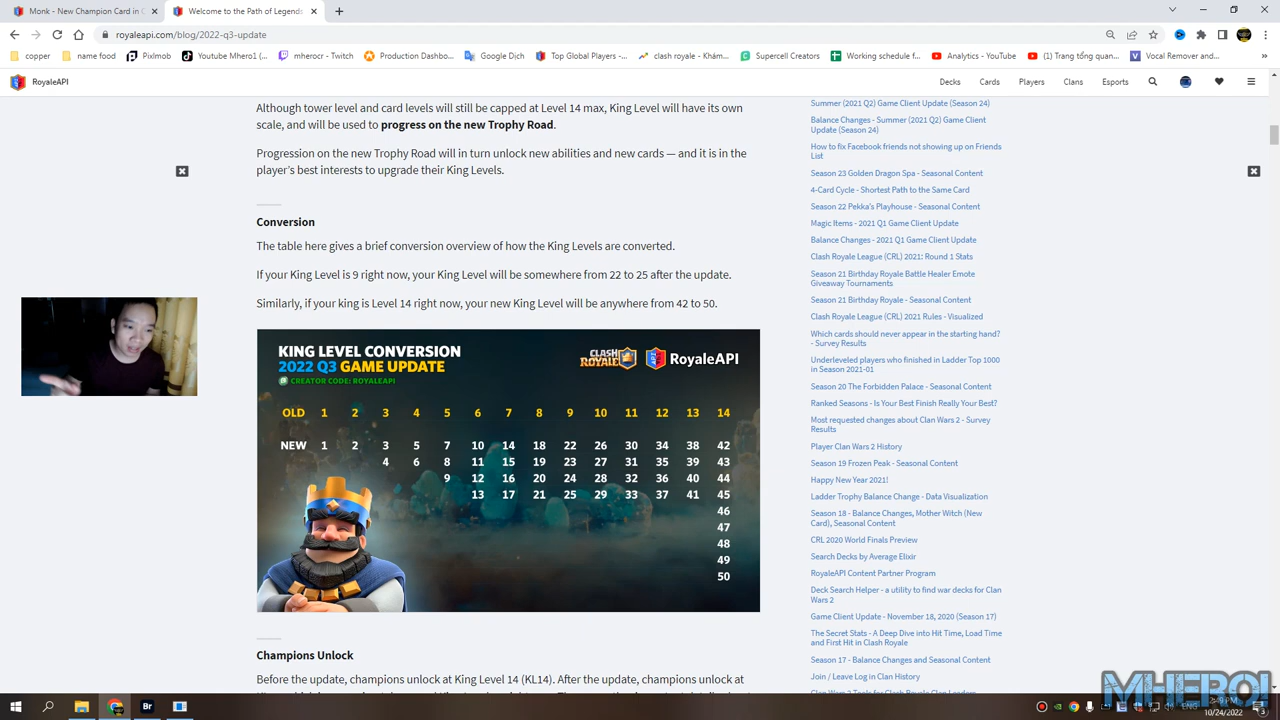 Monk - New Champion Card in C
Welcome to the Path of Legend
royaleapi.com/blog/2022-q3-update
copper
name food
Pixlmob
Youtube Mhero1 (...
mherocrr - Twitch
Production Dashbo...
Google Dịch
Top Global Players -...
clash royale – Khám...
Supercell Creators
Working schedule f...
Analytics - YouTube
(1) Trang tổng quan...
Vocal Remover and...
RoyaleAPI
Decks
Cards
Players
Clans
Esports
Although tower level and card levels will still be capped at Level 14 max, King Level will have its own
scale, and will be used to progress on the new Trophy Road.
Progression on the new Trophy Road will in turn unlock new abilities and new cards — and it is in the
player's best interests to upgrade their King Levels.
Conversion
This table here gives a brief conversion overview of how the King Levels are converted.
If your King Level is 9 right now, your King Level will be somewhere from 22 to 25 after the update.
Similarly, if your king is Level 14 right now, your new King Level will be anywhere from 42 to 50.
KING LEVEL CONVERSION
2022 Q3 GAME UPDATE
CREATOR CODE: ROYALEAPI
CLASH ROYALE
RoyaleAPI
OLD 1 2 3 4 5 6 7 8 9 10 11 12 13 14
NEW 1 2 3 5 7 10 14 18 22 26 30 34 38 42
4 6 8 11 15 19 23 27 31 35 39 43
12 16 20 24 28 32 36 40 44
13 17 21 25 29 33 37 41 45
46
47
48
49
50
Champions Unlock
Before the update, champions unlock at King Level 14 (KL14). After the update, champions unlock at
Summer (2021 Q2) Game Client Update (Season 24)
Balance Changes - Summer (2021 Q2) Game Client
Update (Season 24)
How to fix Facebook friends not showing up on Friends
List
Season 23 Golden Dragon Spa - Seasonal Content
4-Card Cycle - Shortest Path to the Same Card
Season 22 Pekka's Playhouse - Seasonal Content
Magic Items - 2021 Q1 Game Client Update
Balance Changes - 2021 Q1 Game Client Update
Clash Royale League (CRL) 2021: Round 1 Stats
Season 21 Birthday Royale Battle Healer Emote
Giveaway Tournaments
Season 21 Birthday Royale - Seasonal Content
Clash Royale League (CRL) 2021 Rules - Visualized
Which cards should never appear in the starting hand?
- Survey Results
Underleveled players who finished in Ladder Top 1000
in Season 2021-01
Season 20 The Forbidden Palace - Seasonal Content
Ranked Seasons - Is Your Best Finish Really Your Best?
Most requested changes about Clan Wars 2 - Survey
Results
Player Clan Wars 2 History
Season 19 Frozen Peak - Seasonal Content
Happy New Year 2021!
Ladder Trophy Balance Change - Data Visualization
Season 18 - Balance Changes, Mother Witch (New
Card), Seasonal Content
CRL 2020 World Finals Preview
Search Decks by Average Elixir
RoyaleAPI Content Partner Program
Deck Search Helper - a utility to find war decks for Clan
Wars 2
Game Client Update - November 18, 2020 (Season 17)
The Secret Stats - A Deep Dive into Hit Time, Load Time
and First Hit in Clash Royale
Season 17 - Balance Changes and Seasonal Content
Join / Leave Log in Clan History
MHERO!
ENG
2:49 PM
10/24/2022